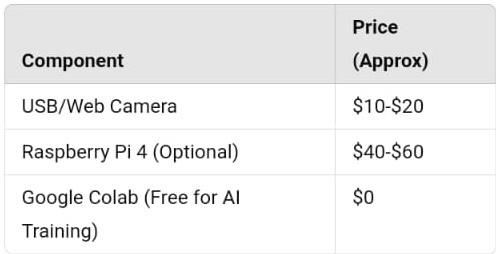 Component Price (Approx)
USB/Web Camera $10-$20
Raspberry Pi 4 (Optional) $40-$60
Google Colab (Free for AI $0
Training)